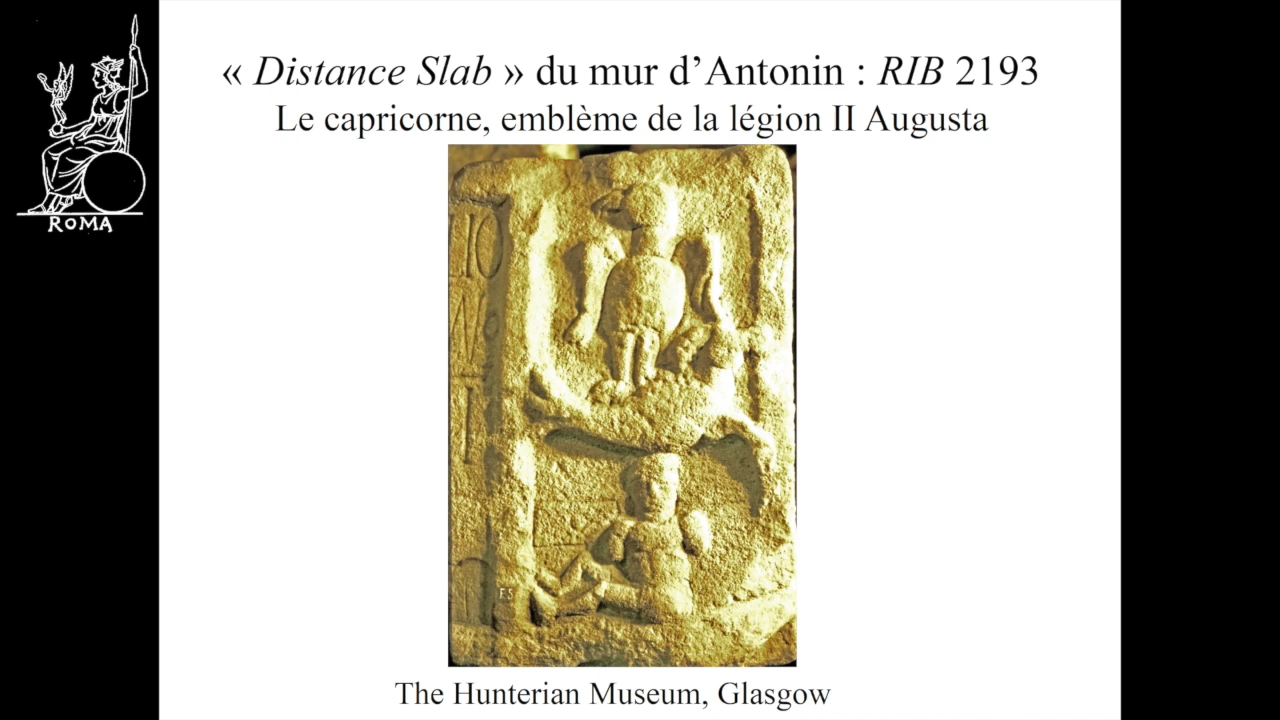 « Distance Slab » du mur d’Antonin : RIB 2193
Le capricorne, emblème de la légion II Augusta
ROMA
LIO
F.S
The Hunterian Museum, Glasgow